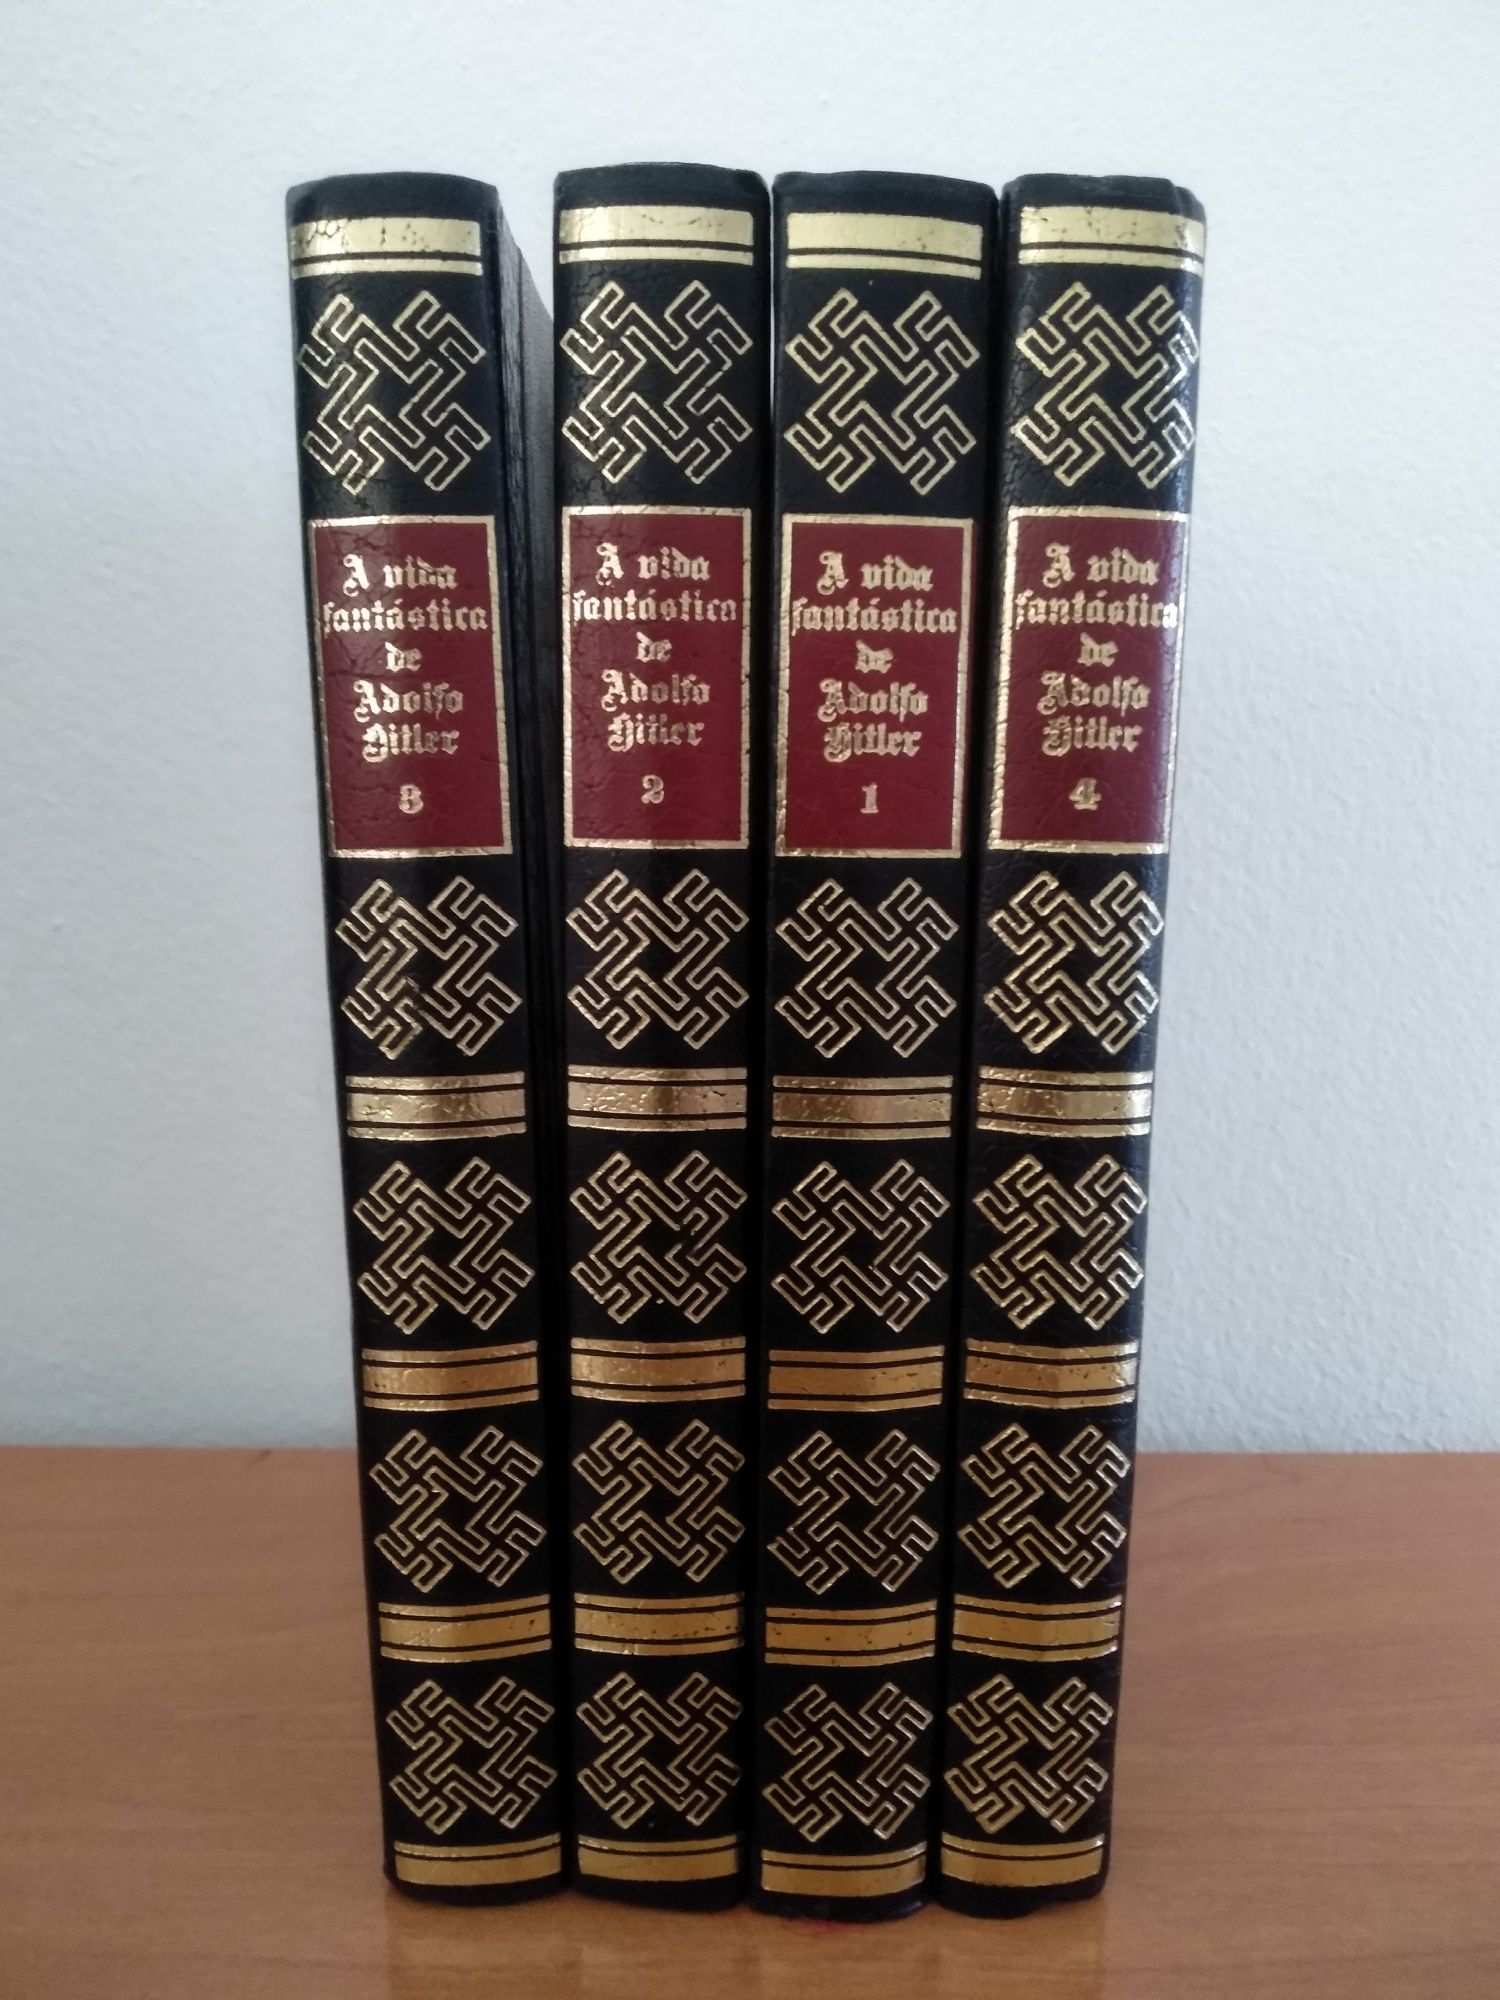 A vida
fantástica
de
Adolfo
Hitler
3
A vida
fantástica
de
Adolfo
Hitler
2
A vida
fantástica
de
Adolfo
Hitler
1
A vida
fantástica
de
Adolfo
Hitler
4